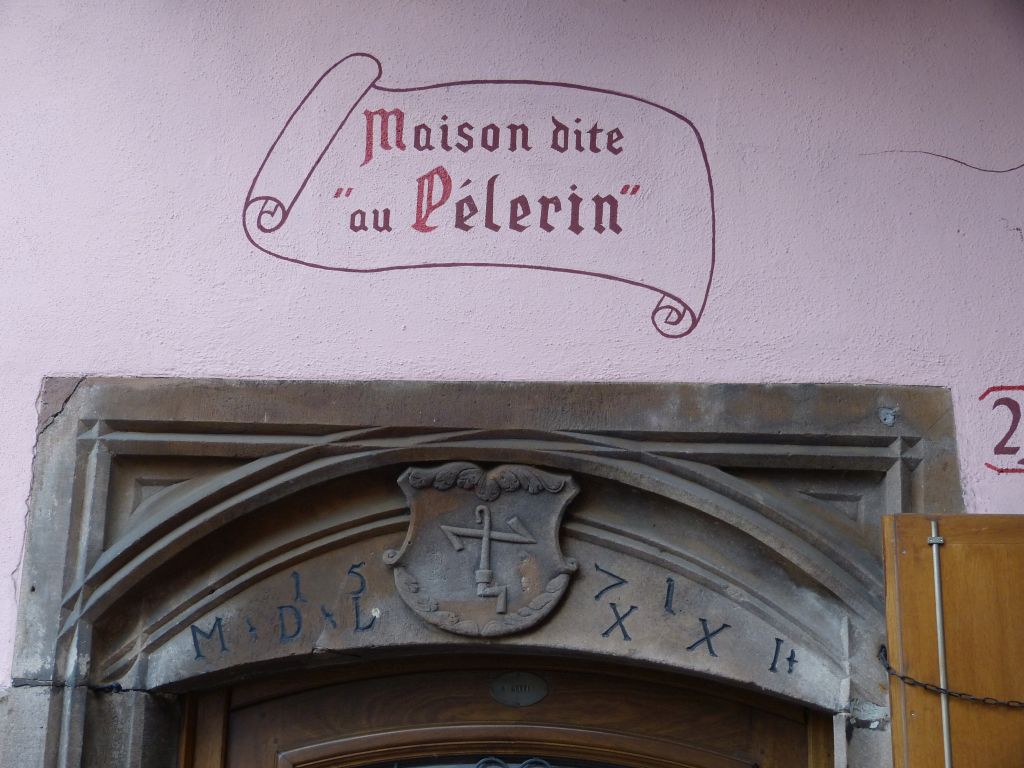 Maison dite
"au Pélerin"
1 5 7 1
M · D · L X X I